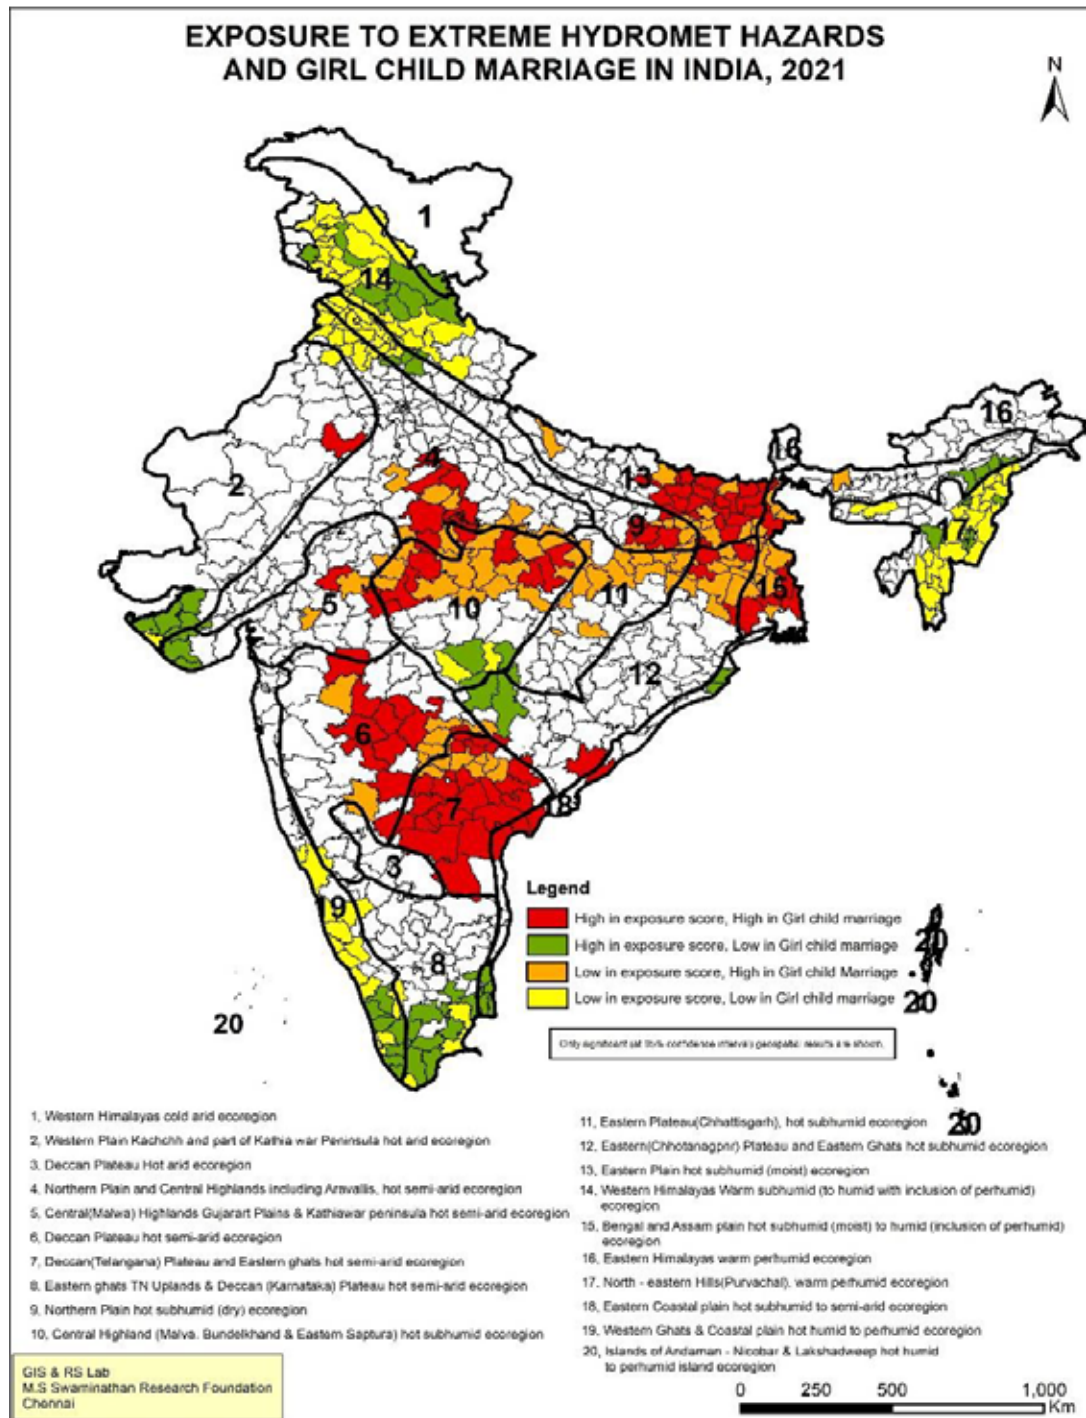 EXPOSURE TO EXTREME HYDROMET HAZARDS
AND GIRL CHILD MARRIAGE IN INDIA, 2021
N
1
14
2
4
13
16
16
9
17
5
10
11
15
12
6
7
18
3
19
8
20
20
20
20
Legend
High in exposure score, High in Girl child marriage
High in exposure score, Low in Girl child marriage
Low in exposure score, High in Girl child Marriage
Low in exposure score, Low in Girl child marriage
Only significant (at 95% confidence interval) geospatial results are shown.
1, Western Himalayas cold arid ecoregion
2, Western Plain Kachchh and part of Kathia war Peninsula hot arid ecoregion
3, Deccan Plateau Hot arid ecoregion
4, Northern Plain and Central Highlands including Aravallis, hot semi-arid ecoregion
5, Central(Malwa) Highlands Gujarart Plains & Kathiawar peninsula hot semi-arid ecoregion
6, Deccan Plateau hot semi-arid ecoregion
7, Deccan(Telangana) Plateau and Eastern ghats hot semi-arid ecoregion
8, Eastern ghats TN Uplands & Deccan (Karnataka) Plateau hot semi-arid ecoregion
9, Northern Plain hot subhumid (dry) ecoregion
10, Central Highland (Malva. Bundelkhand & Eastern Saptura) hot subhumid ecoregion
11, Eastern Plateau(Chhattisgarh), hot subhumid ecoregion
12, Eastern(Chhotanagpnr) Plateau and Eastern Ghats hot subhumid ecoregion
13, Eastern Plain hot subhumid (moist) ecoregion
14, Western Himalayas Warm subhumid (to humid with inclusion of perhumid)
ecoregion
15, Bengal and Assam plain hot subhumid (moist) to humid (inclusion of perhumid)
ecoregion
16, Eastern Himalayas warm perhumid ecoregion
17, North - eastern Hills(Purvachal). warm perhumid ecoregion
18, Eastern Coastal plain hot subhumid to semi-arid ecoregion
19, Western Ghats & Coastal plain hot humid to perhumid ecoregion
20, Islands of Andaman - Nicobar & Lakshadweep hot humid
to perhumid island ecoregion
GIS & RS Lab
M.S Swaminathan Research Foundation
Chennai
0 250 500 1,000
Km